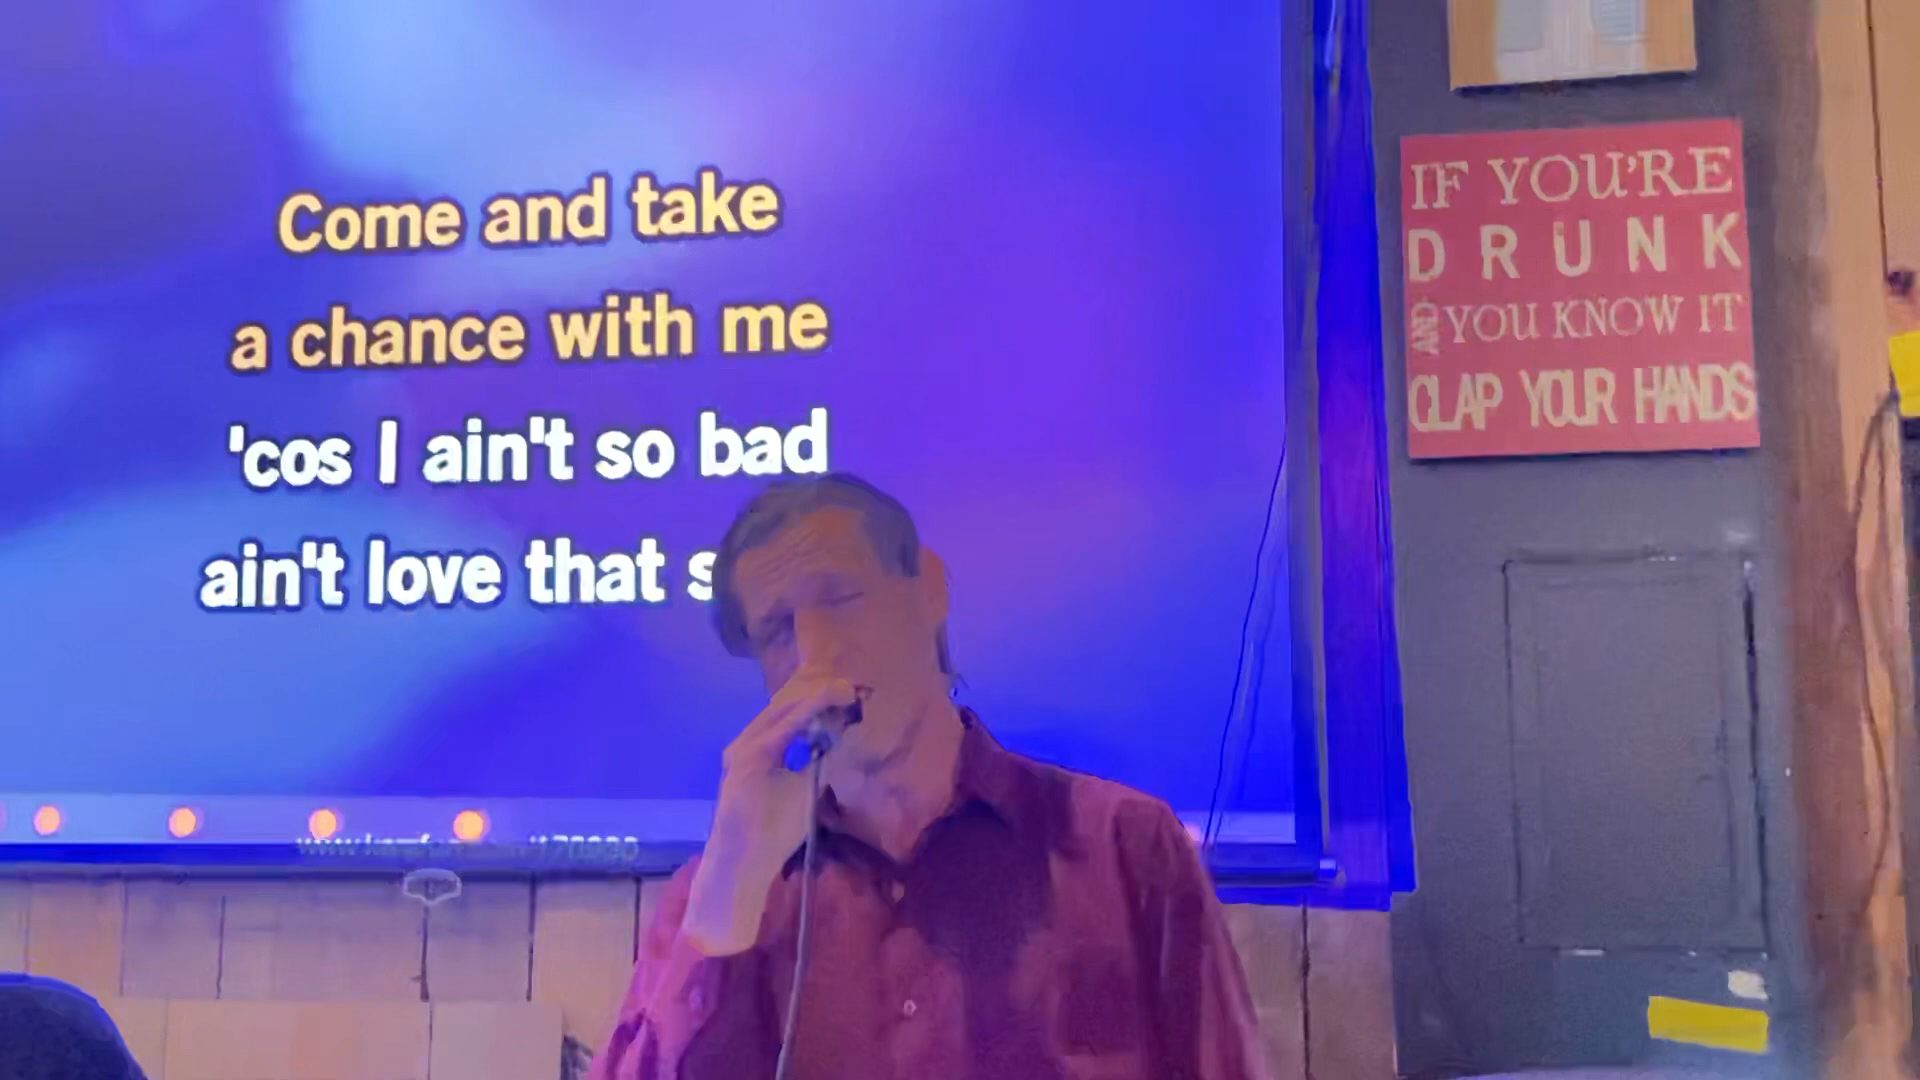 Come and take
a chance with me
'cos I ain't so bad
ain't love that s
IF YOU'RE
DRUNK
AND YOU KNOW IT
CLAP YOUR HANDS